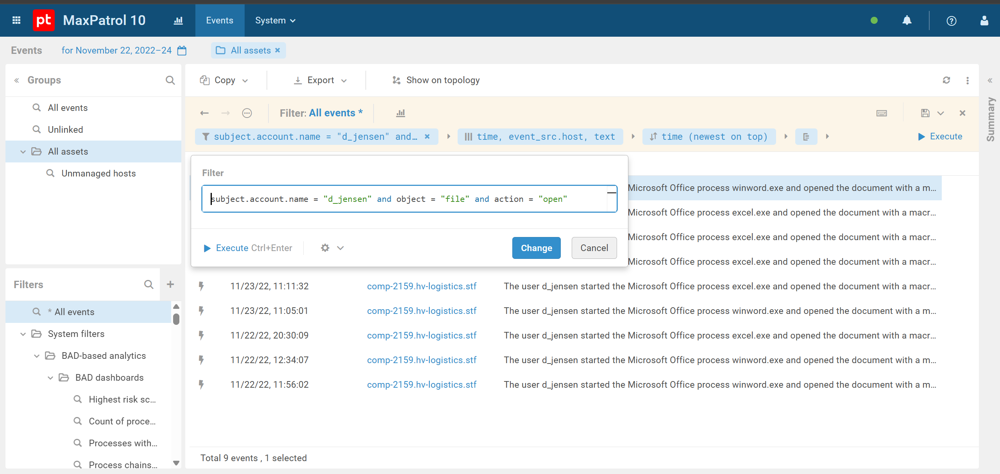 pt MaxPatrol 10 Events System
Events for November 22, 2022–24 All assets
Groups
All events
Unlinked
All assets
Unmanaged hosts
Filters
* All events
System filters
BAD-based analytics
BAD dashboards
Highest risk sc...
Count of proce...
Processes with...
Process chains...
Copy Export Show on topology
Filter: All events *
subject.account.name = "d_jensen" and… time, event_src.host, text time (newest on top) Execute
Filter
subject.account.name = "d_jensen" and object = "file" and action = "open"
Execute Ctrl+Enter Change Cancel
Microsoft Office process winword.exe and opened the document with a m...
Microsoft Office process excel.exe and opened the document with a macr...
Microsoft Office process excel.exe and opened the document with a macr...
Microsoft Office process excel.exe and opened the document with a macr...
11/23/22, 11:11:32 comp-2159.hv-logistics.stf The user d_jensen started the Microsoft Office process excel.exe and opened the document with a macr...
11/23/22, 11:05:01 comp-2159.hv-logistics.stf The user d_jensen started the Microsoft Office process winword.exe and opened the document with a m...
11/22/22, 20:30:09 comp-2159.hv-logistics.stf The user d_jensen started the Microsoft Office process excel.exe and opened the document with a macr...
11/22/22, 12:34:07 comp-2159.hv-logistics.stf The user d_jensen started the Microsoft Office process winword.exe and opened the document with a m...
11/22/22, 11:56:02 comp-2159.hv-logistics.stf The user d_jensen started the Microsoft Office process winword.exe and opened the document with a m...
Total 9 events , 1 selected
Summary